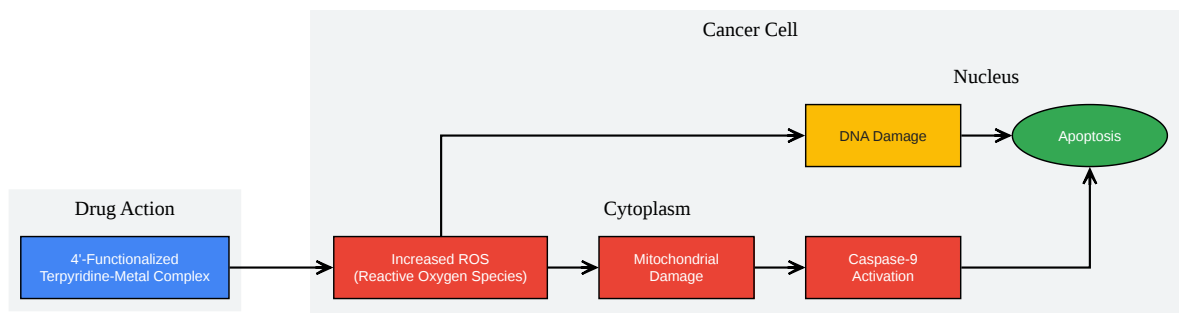 Cancer Cell
Nucleus
DNA Damage
Apoptosis
Drug Action
Cytoplasm
4'-Functionalized
Terpyridine-Metal Complex
Increased ROS
(Reactive Oxygen Species)
Mitochondrial
Damage
Caspase-9
Activation